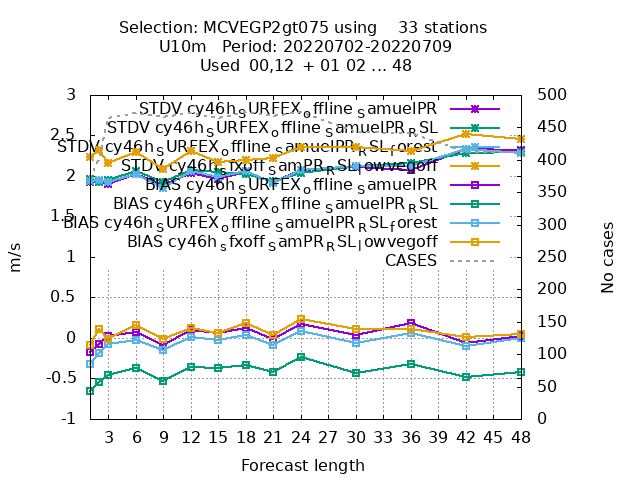 Selection: MCVEGP2gt075 using 33 stations
U10m Period: 20220702-20220709
Used 00,12 + 01 02 ... 48
STDV cy46h_SURFEX_offline_samuelPR
STDV cy46h_SURFEX_offline_samuelPR_RSL
STDV cy46h_SURFEX_offline_samuelPR_RSL_forest
STDV cy46h_sfxoff_SamPR_RSL_lowvegoff
BIAS cy46h_SURFEX_offline_samuelPR
BIAS cy46h_SURFEX_offline_samuelPR_RSL
BIAS cy46h_SURFEX_offline_samuelPR_RSL_forest
BIAS cy46h_sfxoff_SamPR_RSL_lowvegoff
CASES
3
2.5
2
1.5
1
0.5
0
-0.5
-1
m/s
500
450
400
350
300
250
200
150
100
50
0
No cases
3 6 9 12 15 18 21 24 27 30 33 36 39 42 45 48
Forecast length